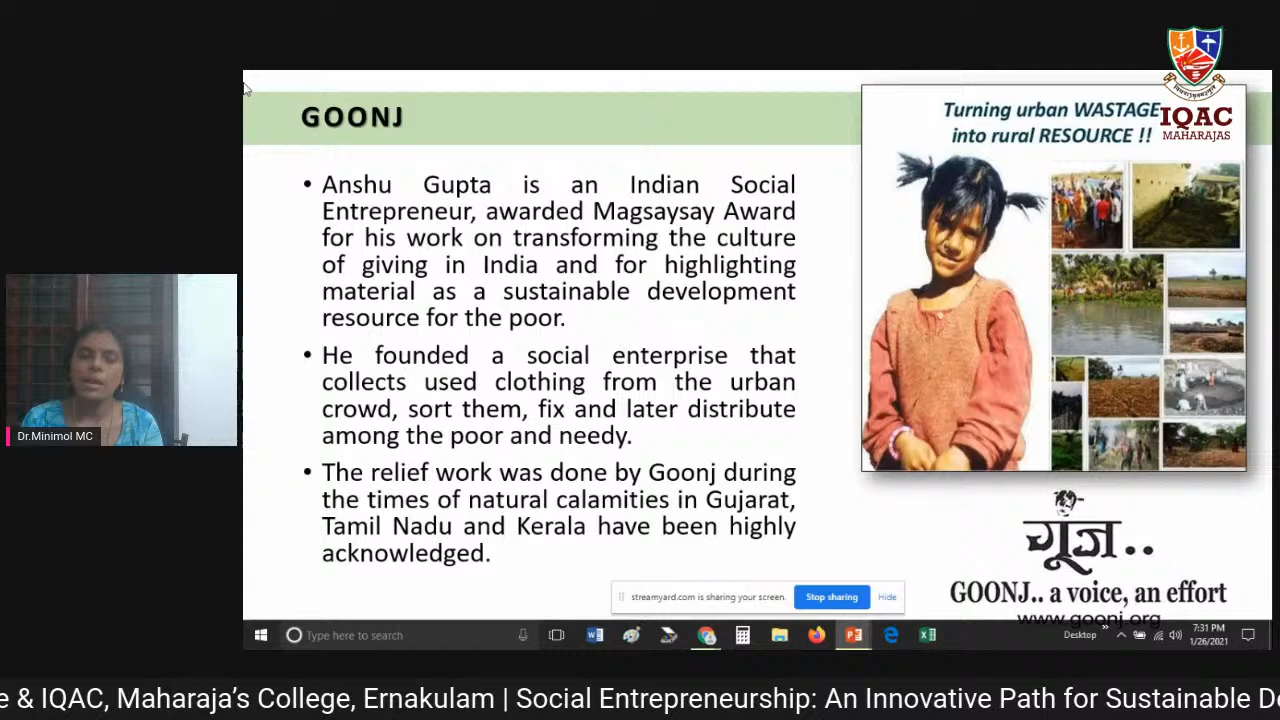 GOONJ
• Anshu Gupta is an Indian Social
Entrepreneur, awarded Magsaysay Award
for his work on transforming the culture
of giving in India and for highlighting
material as a sustainable development
resource for the poor.
• He founded a social enterprise that
collects used clothing from the urban
crowd, sort them, fix and later distribute
among the poor and needy.
• The relief work was done by Goonj during
the times of natural calamities in Gujarat,
Tamil Nadu and Kerala have been highly
acknowledged.
Turning urban WASTAGE
into rural RESOURCE !!
IQAC
MAHARAJAS
गूंज..
GOONJ.. a voice, an effort
www.goonj.org
Dr.Minimol MC
streamyard.com is sharing your screen.
Stop sharing
Hide
Type here to search
Desktop
7:31 PM
1/26/2021
e & IQAC, Maharaja's College, Ernakulam | Social Entrepreneurship: An Innovative Path for Sustainable De